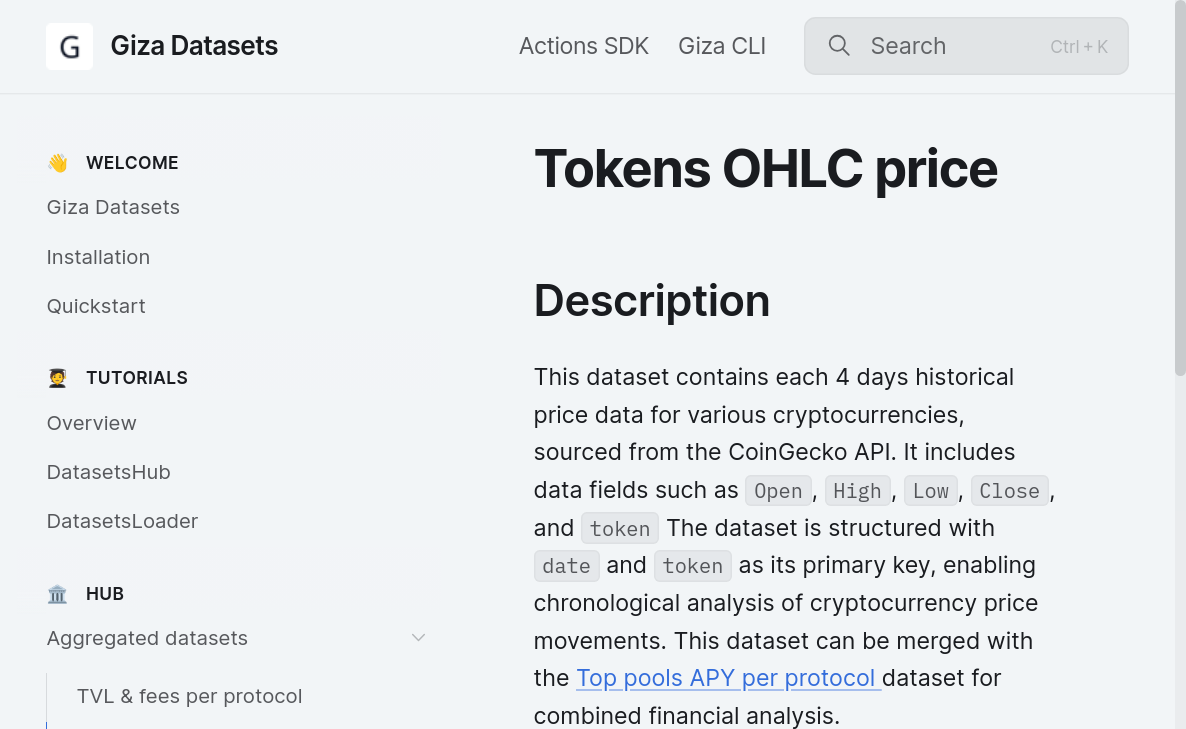 G Giza Datasets
Actions SDK Giza CLI Search Ctrl + K
👋 WELCOME
Giza Datasets
Installation
Quickstart
🧑‍🎓 TUTORIALS
Overview
DatasetsHub
DatasetsLoader
🏛️ HUB
Aggregated datasets
TVL & fees per protocol
Tokens OHLC price
Description
This dataset contains each 4 days historical
price data for various cryptocurrencies,
sourced from the CoinGecko API. It includes
data fields such as Open, High, Low, Close,
and token The dataset is structured with
date and token as its primary key, enabling
chronological analysis of cryptocurrency price
movements. This dataset can be merged with
the Top pools APY per protocol dataset for
combined financial analysis.